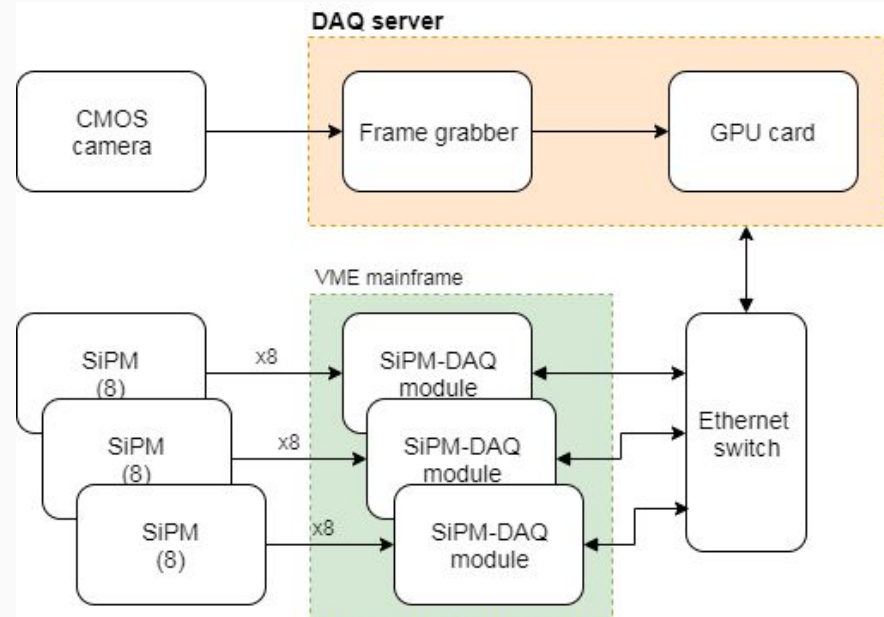 DAQ server
CMOS
camera
Frame grabber
GPU card
VME mainframe
SiPM
(8)
x8
SiPM-DAQ
module
SiPM
(8)
x8
SiPM-DAQ
module
SiPM
(8)
x8
SiPM-DAQ
module
Ethernet
switch